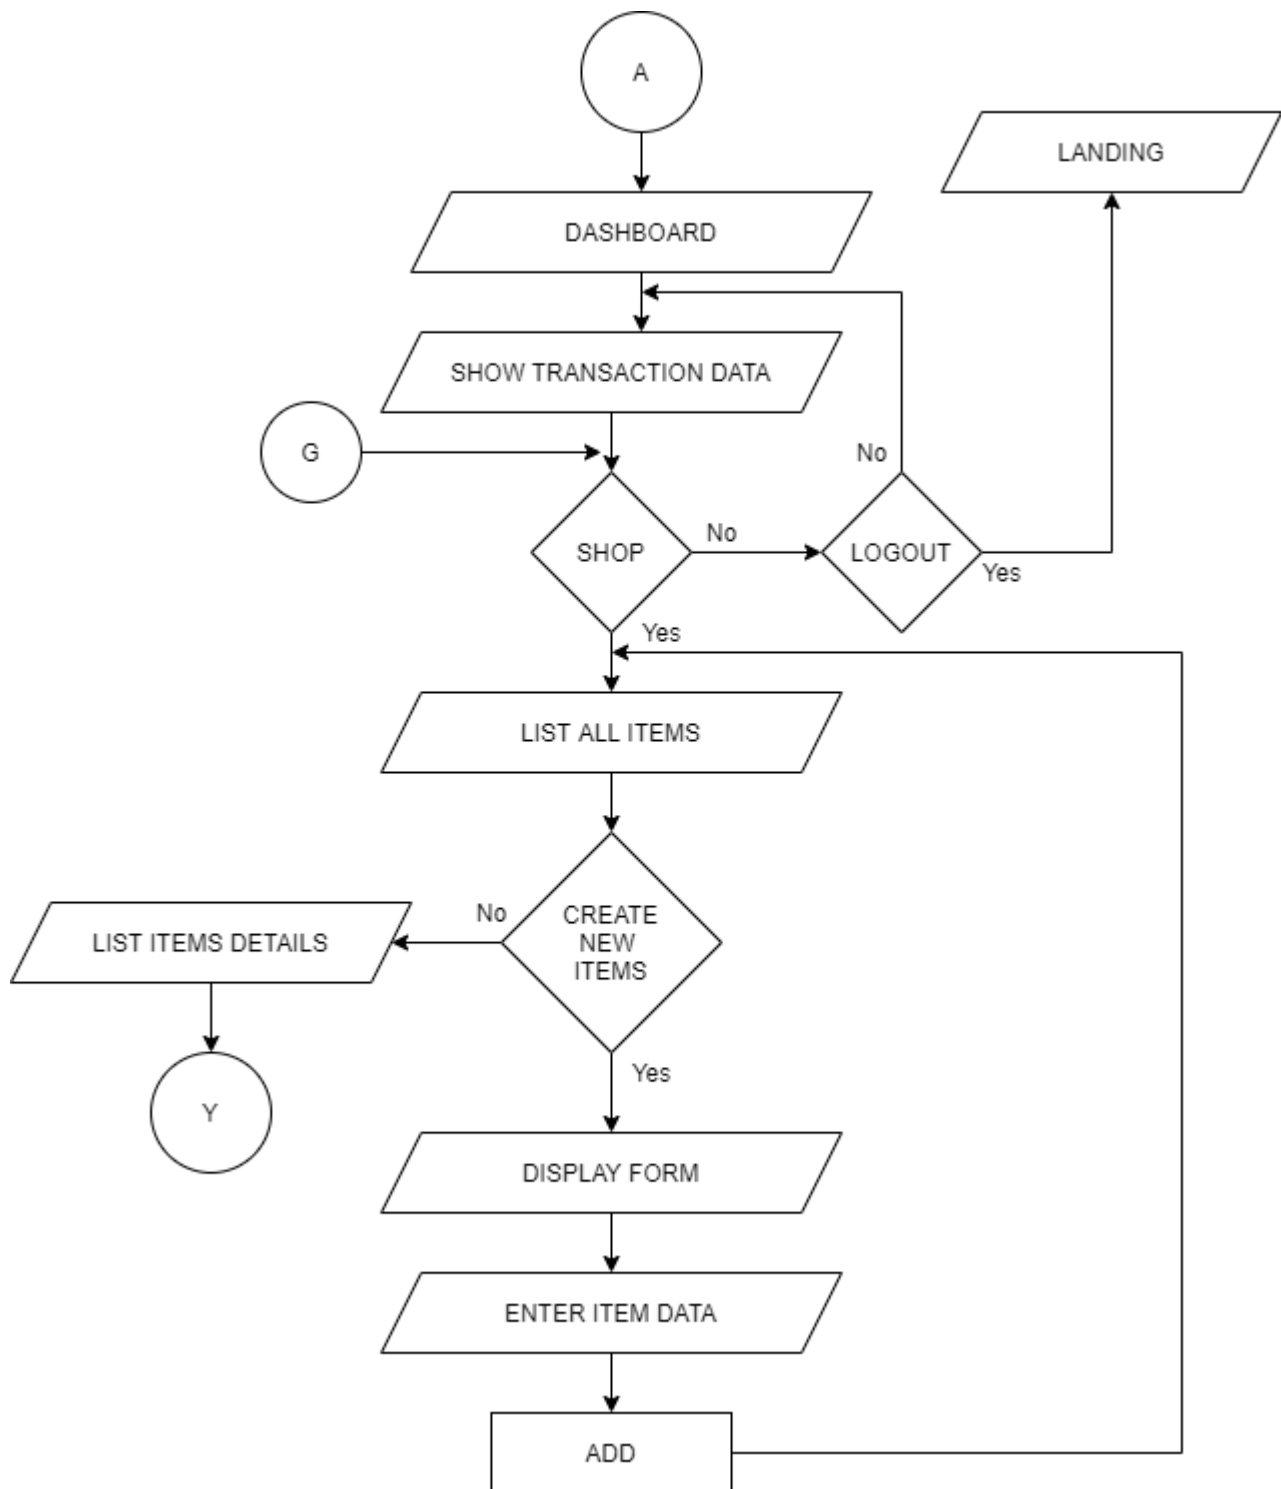 A
LANDING
DASHBOARD
SHOW TRANSACTION DATA
G
No
SHOP
No
LOGOUT
Yes
Yes
LIST ALL ITEMS
CREATE
NEW
ITEMS
No
LIST ITEMS DETAILS
Yes
Y
DISPLAY FORM
ENTER ITEM DATA
ADD